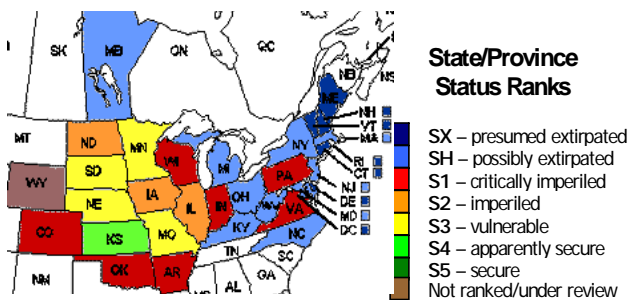 SK
MB
ON
QC
NB
NS
ME
NH
VT
MA
MT
ND
MN
WI
MI
NY
RI
CT
WY
SD
IA
PA
NJ
NE
IL
IN
OH
WV
DE
MD
DC
CO
KS
MO
KY
VA
NC
NM
OK
AR
TN
SC
AL
GA
State/Province
Status Ranks
SX – presumed extirpated
SH – possibly extirpated
S1 – critically imperiled
S2 – imperiled
S3 – vulnerable
S4 – apparently secure
S5 – secure
Not ranked/under review